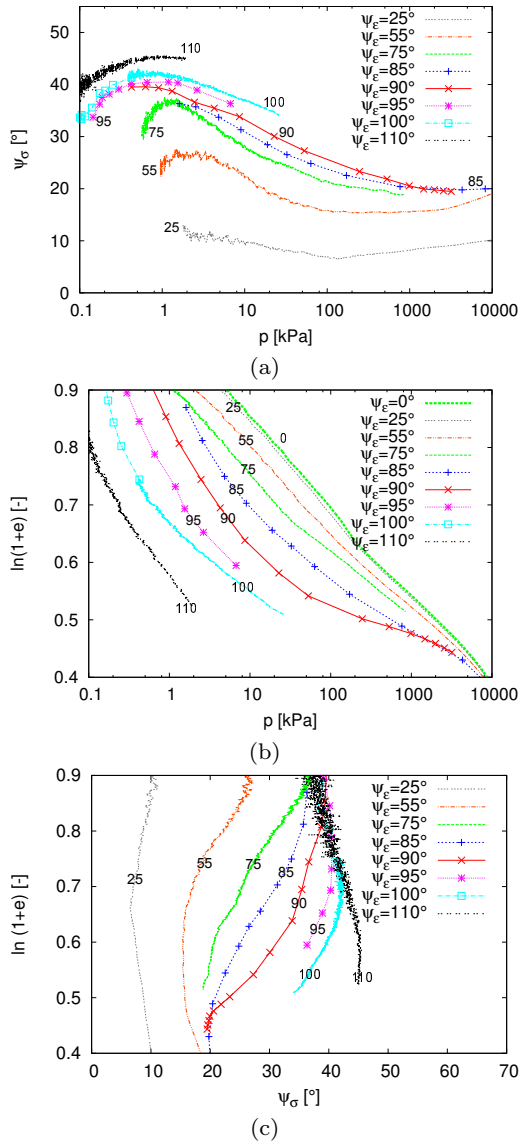 60
50
40
30
20
10
0
ψσ [°]
0.1
1
10
100
1000
10000
p [kPa]
110
95
100
75
90
55
85
25
ψε=25°
ψε=55°
ψε=75°
ψε=85°
ψε=90°
ψε=95°
ψε=100°
ψε=110°
(a)
0.9
0.8
0.7
0.6
0.5
0.4
ln(1+e) [-]
0.1
1
10
100
1000
10000
p [kPa]
25
0
55
75
85
95
90
100
110
ψε=0°
ψε=25°
ψε=55°
ψε=75°
ψε=85°
ψε=90°
ψε=95°
ψε=100°
ψε=110°
(b)
0.9
0.8
0.7
0.6
0.5
0.4
ln (1+e) [-]
0
10
20
30
40
50
60
70
ψσ [°]
25
55
75
85
90
95
100
110
ψε=25°
ψε=55°
ψε=75°
ψε=85°
ψε=90°
ψε=95°
ψε=100°
ψε=110°
(c)